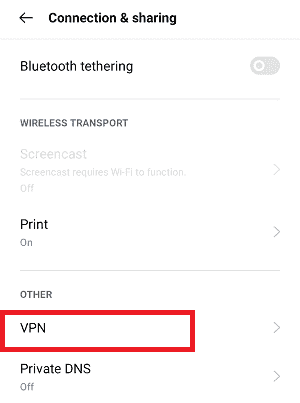 Connection & sharing
Bluetooth tethering
WIRELESS TRANSPORT
Screencast
Screencast requires Wi-Fi to function.
Off
Print
On
OTHER
VPN
Private DNS
Off